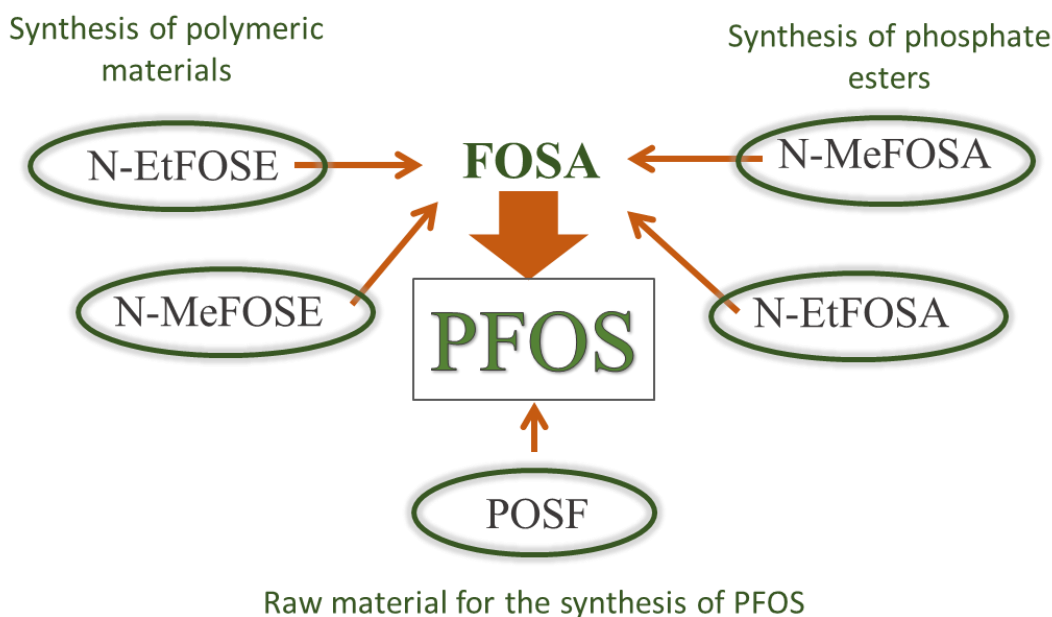 Synthesis of polymeric
materials
Synthesis of phosphate
esters
N-EtFOSE
FOSA
N-MeFOSA
N-MeFOSE
PFOS
N-EtFOSA
POSF
Raw material for the synthesis of PFOS